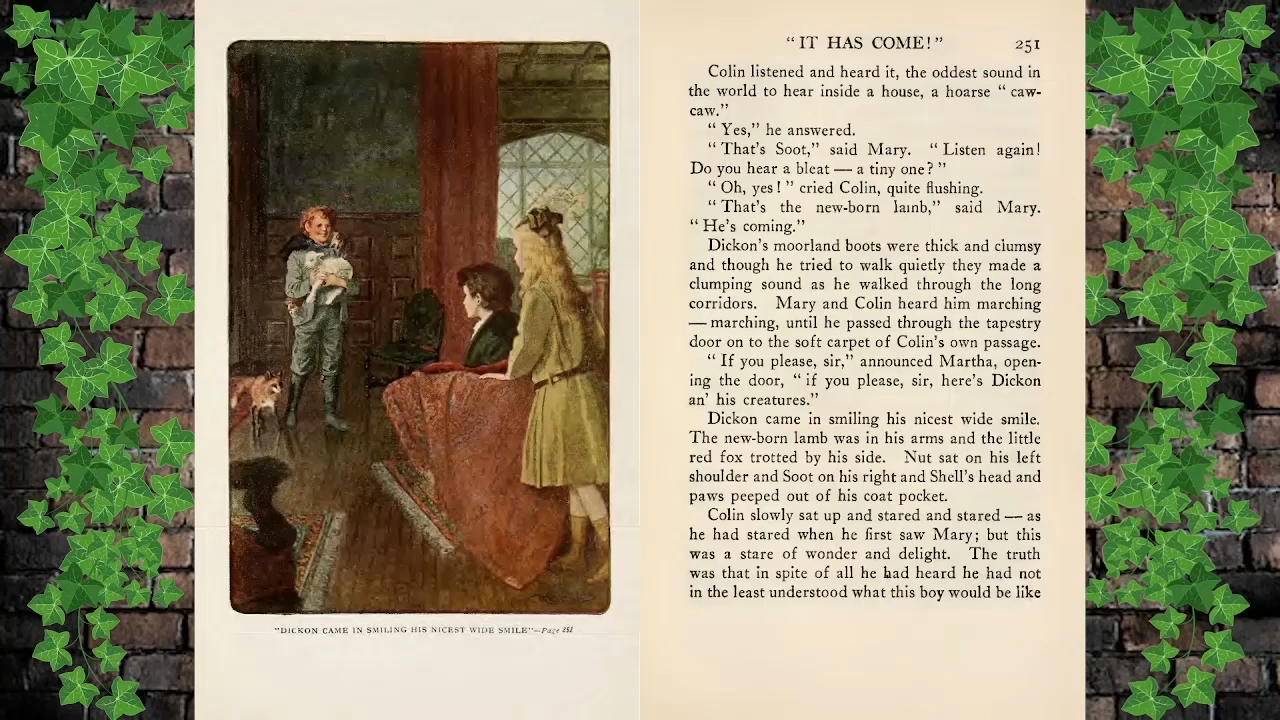 "DICKON CAME IN SMILING HIS NICEST WIDE SMILE"—Page 251
"IT HAS COME!" 251
Colin listened and heard it, the oddest sound in
the world to hear inside a house, a hoarse "caw-
caw."
"Yes," he answered.
"That's Soot," said Mary. "Listen again!
Do you hear a bleat — a tiny one?"
"Oh, yes!" cried Colin, quite flushing.
"That's the new-born lamb," said Mary.
"He's coming."
Dickon's moorland boots were thick and clumsy
and though he tried to walk quietly they made a
clumping sound as he walked through the long
corridors. Mary and Colin heard him marching
— marching, until he passed through the tapestry
door on to the soft carpet of Colin's own passage.
"If you please, sir," announced Martha, open-
ing the door, "if you please, sir, here's Dickon
an' his creatures."
Dickon came in smiling his nicest wide smile.
The new-born lamb was in his arms and the little
red fox trotted by his side. Nut sat on his left
shoulder and Soot on his right and Shell's head and
paws peeped out of his coat pocket.
Colin slowly sat up and stared and stared — as
he had stared when he first saw Mary; but this
was a stare of wonder and delight. The truth
was that in spite of all he had heard he had not
in the least understood what this boy would be like